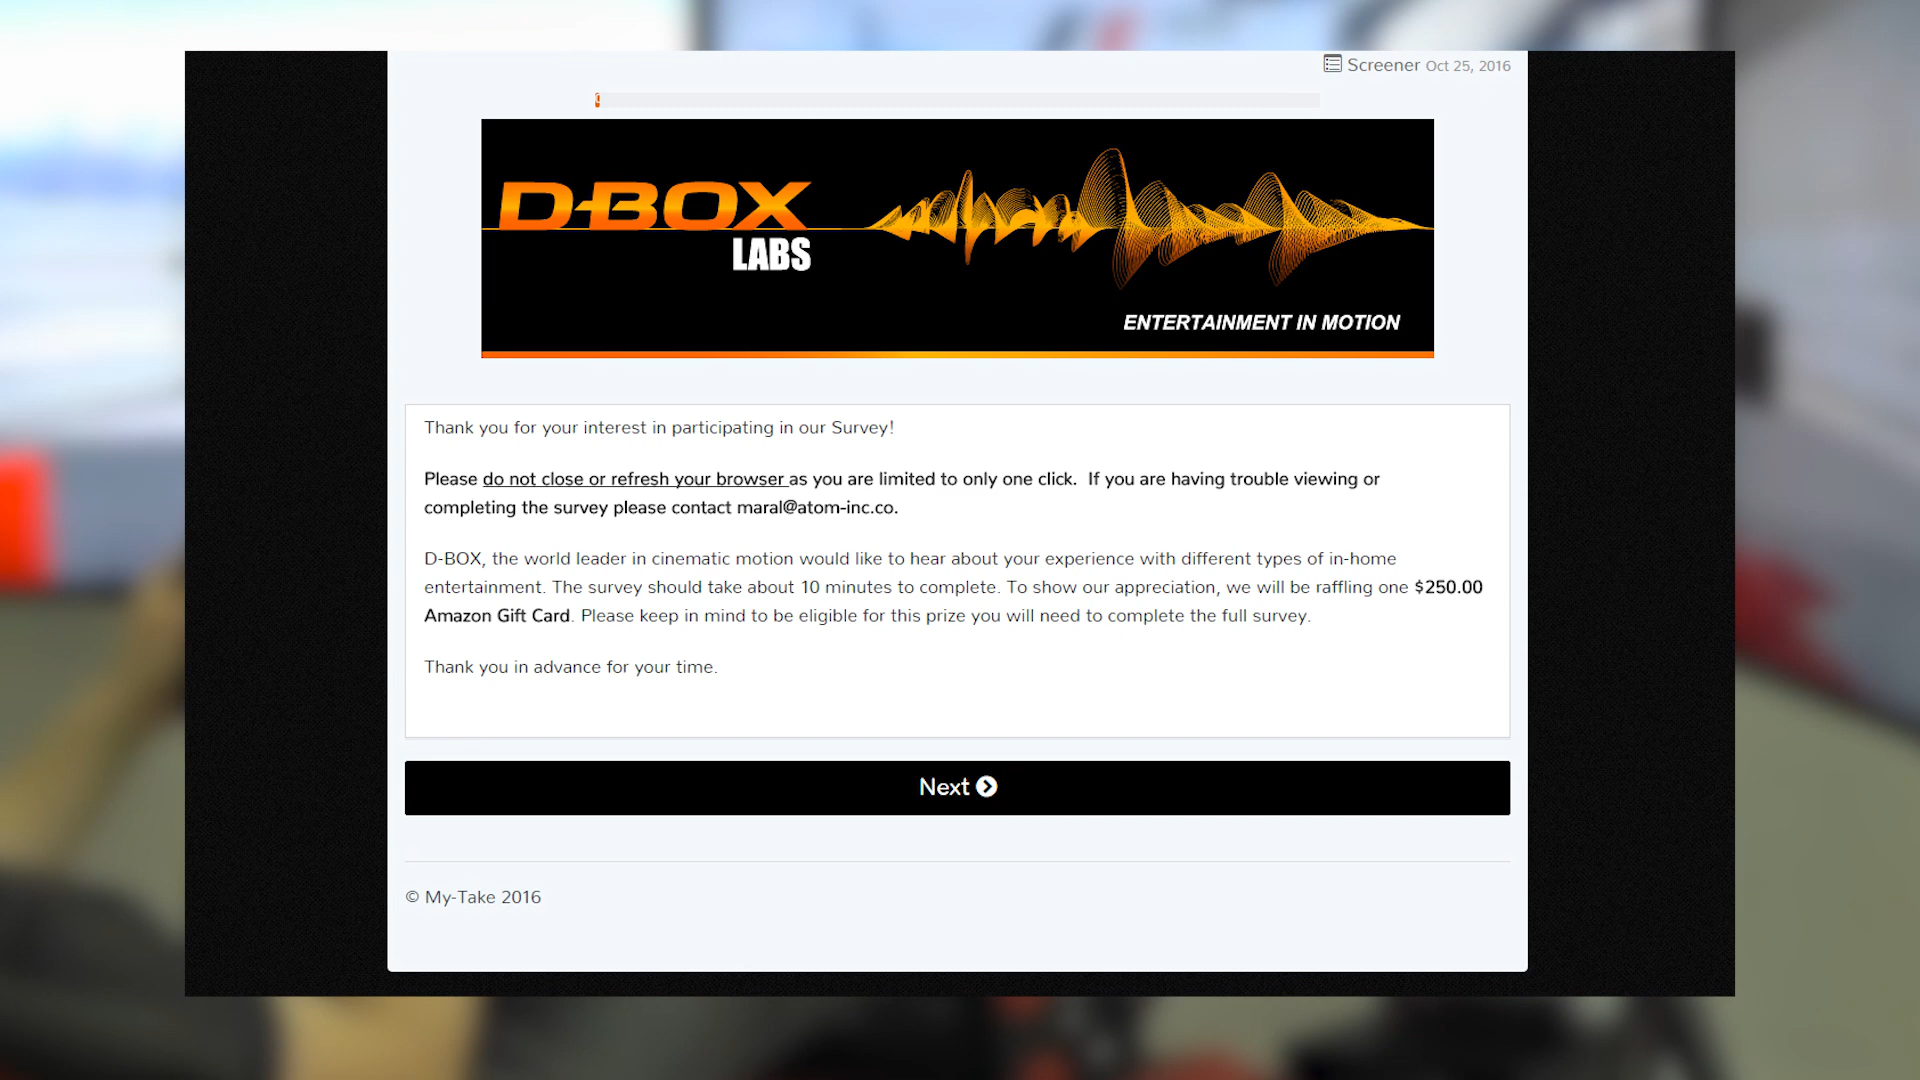 Screener Oct 25, 2016
D-BOX
LABS
ENTERTAINMENT IN MOTION
Thank you for your interest in participating in our Survey!
Please do not close or refresh your browser as you are limited to only one click.  If you are having trouble viewing or
completing the survey please contact maral@atom-inc.co.
D-BOX, the world leader in cinematic motion would like to hear about your experience with different types of in-home
entertainment. The survey should take about 10 minutes to complete. To show our appreciation, we will be raffling one $250.00
Amazon Gift Card. Please keep in mind to be eligible for this prize you will need to complete the full survey.
Thank you in advance for your time.
Next
© My-Take 2016